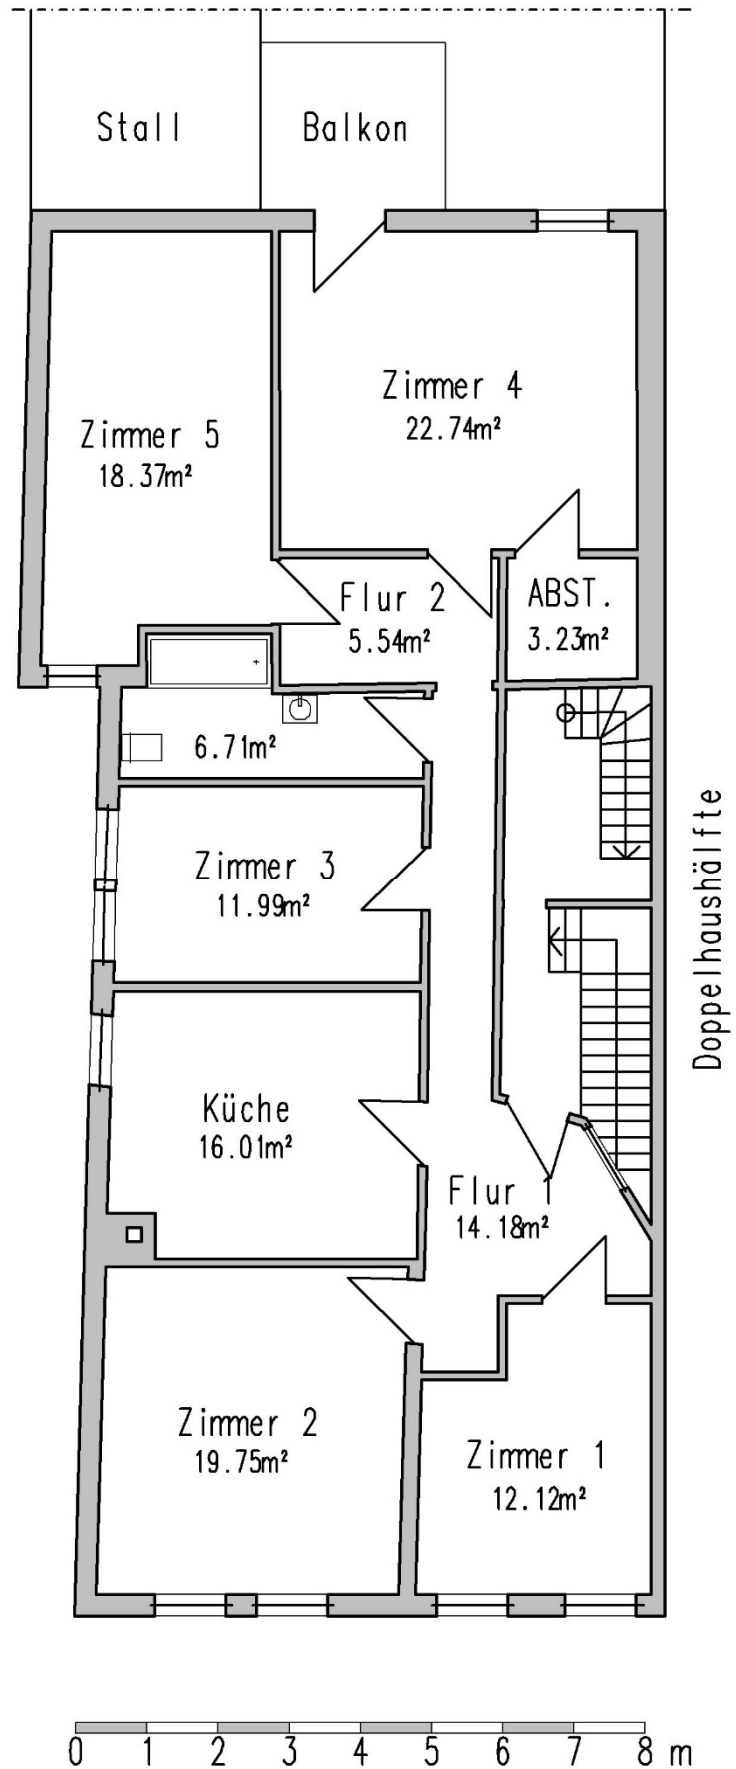 Stall
Balkon
Zimmer 4
22.74m²
Zimmer 5
18.37m²
Flur 2
5.54m²
ABST.
3.23m²
6.71m²
Zimmer 3
11.99m²
Doppelhaushälfte
Küche
16.01m²
Flur 1
14.18m²
Zimmer 2
19.75m²
Zimmer 1
12.12m²
0 1 2 3 4 5 6 7 8 m